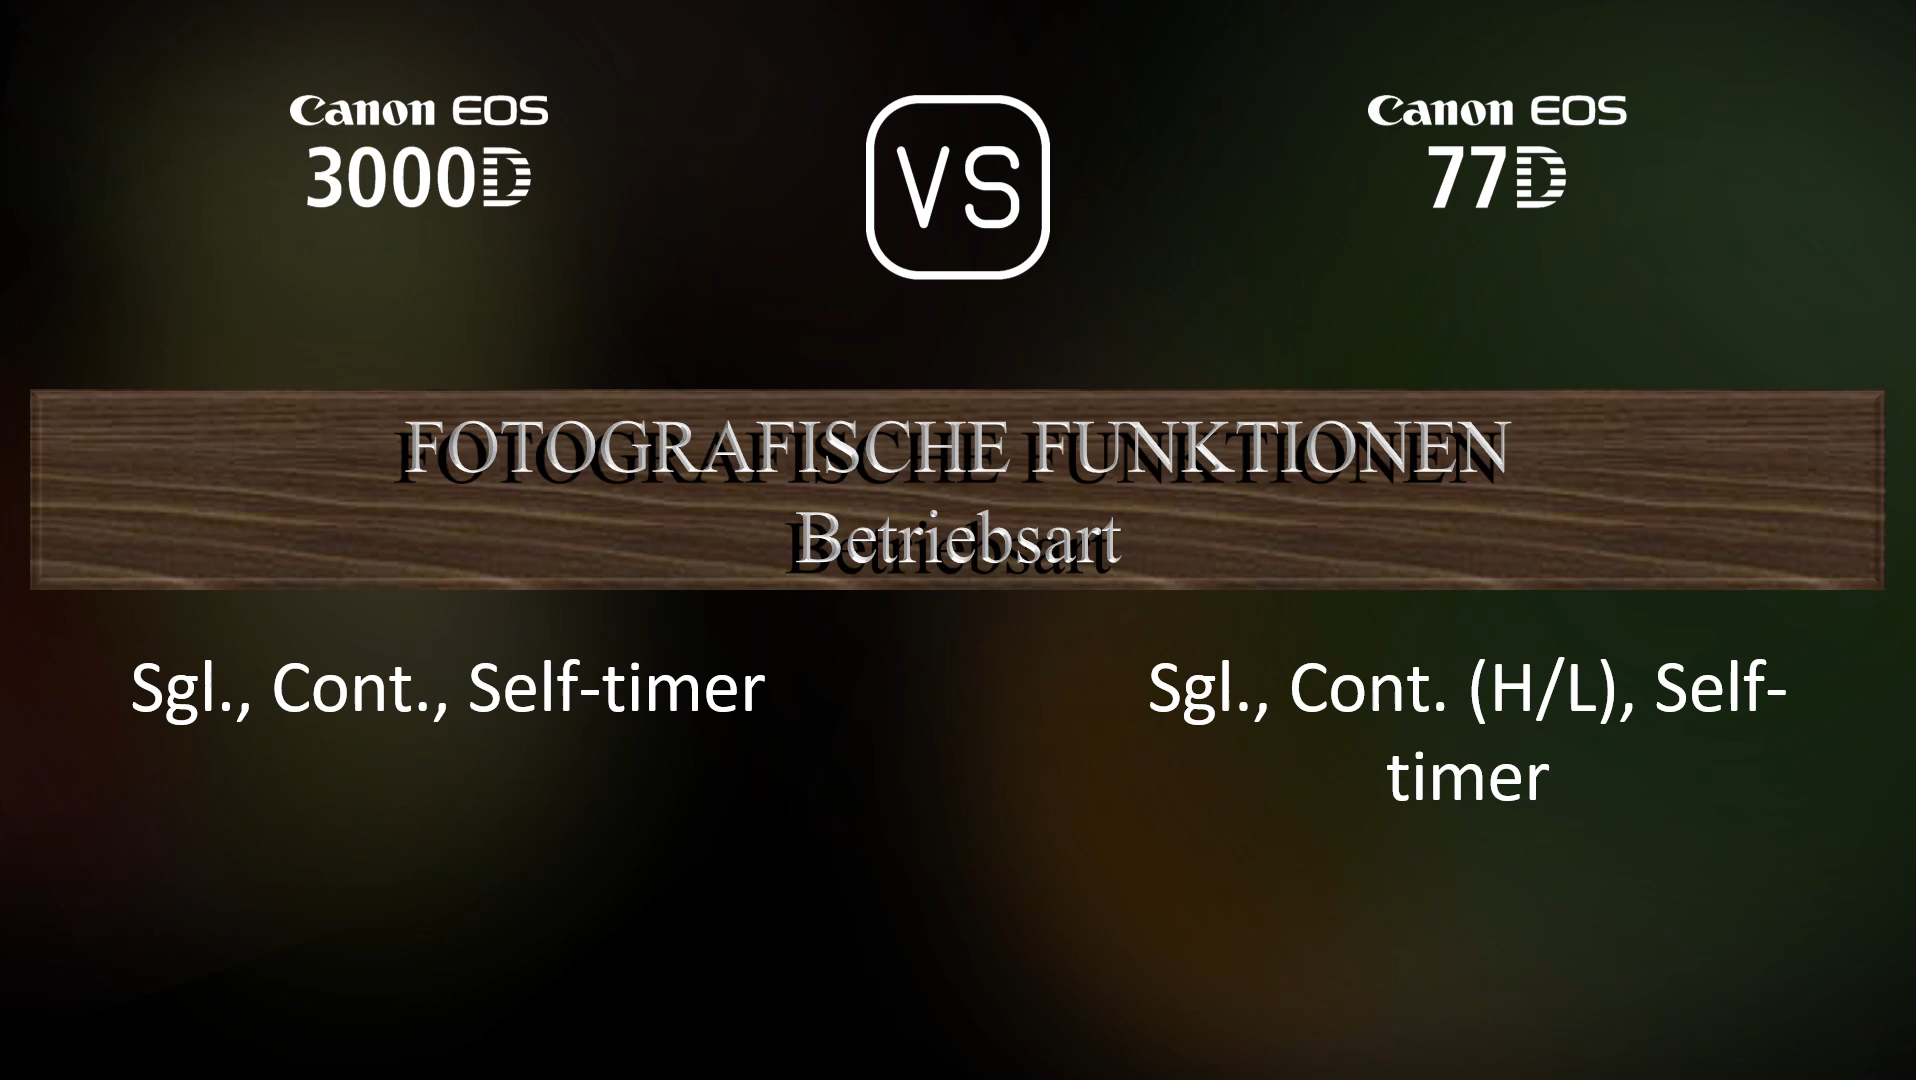 Canon EOS
3000D
VS
Canon EOS
77D
FOTOGRAFISCHE FUNKTIONEN
Betriebsart
Sgl., Cont., Self-timer
Sgl., Cont. (H/L), Self-
timer